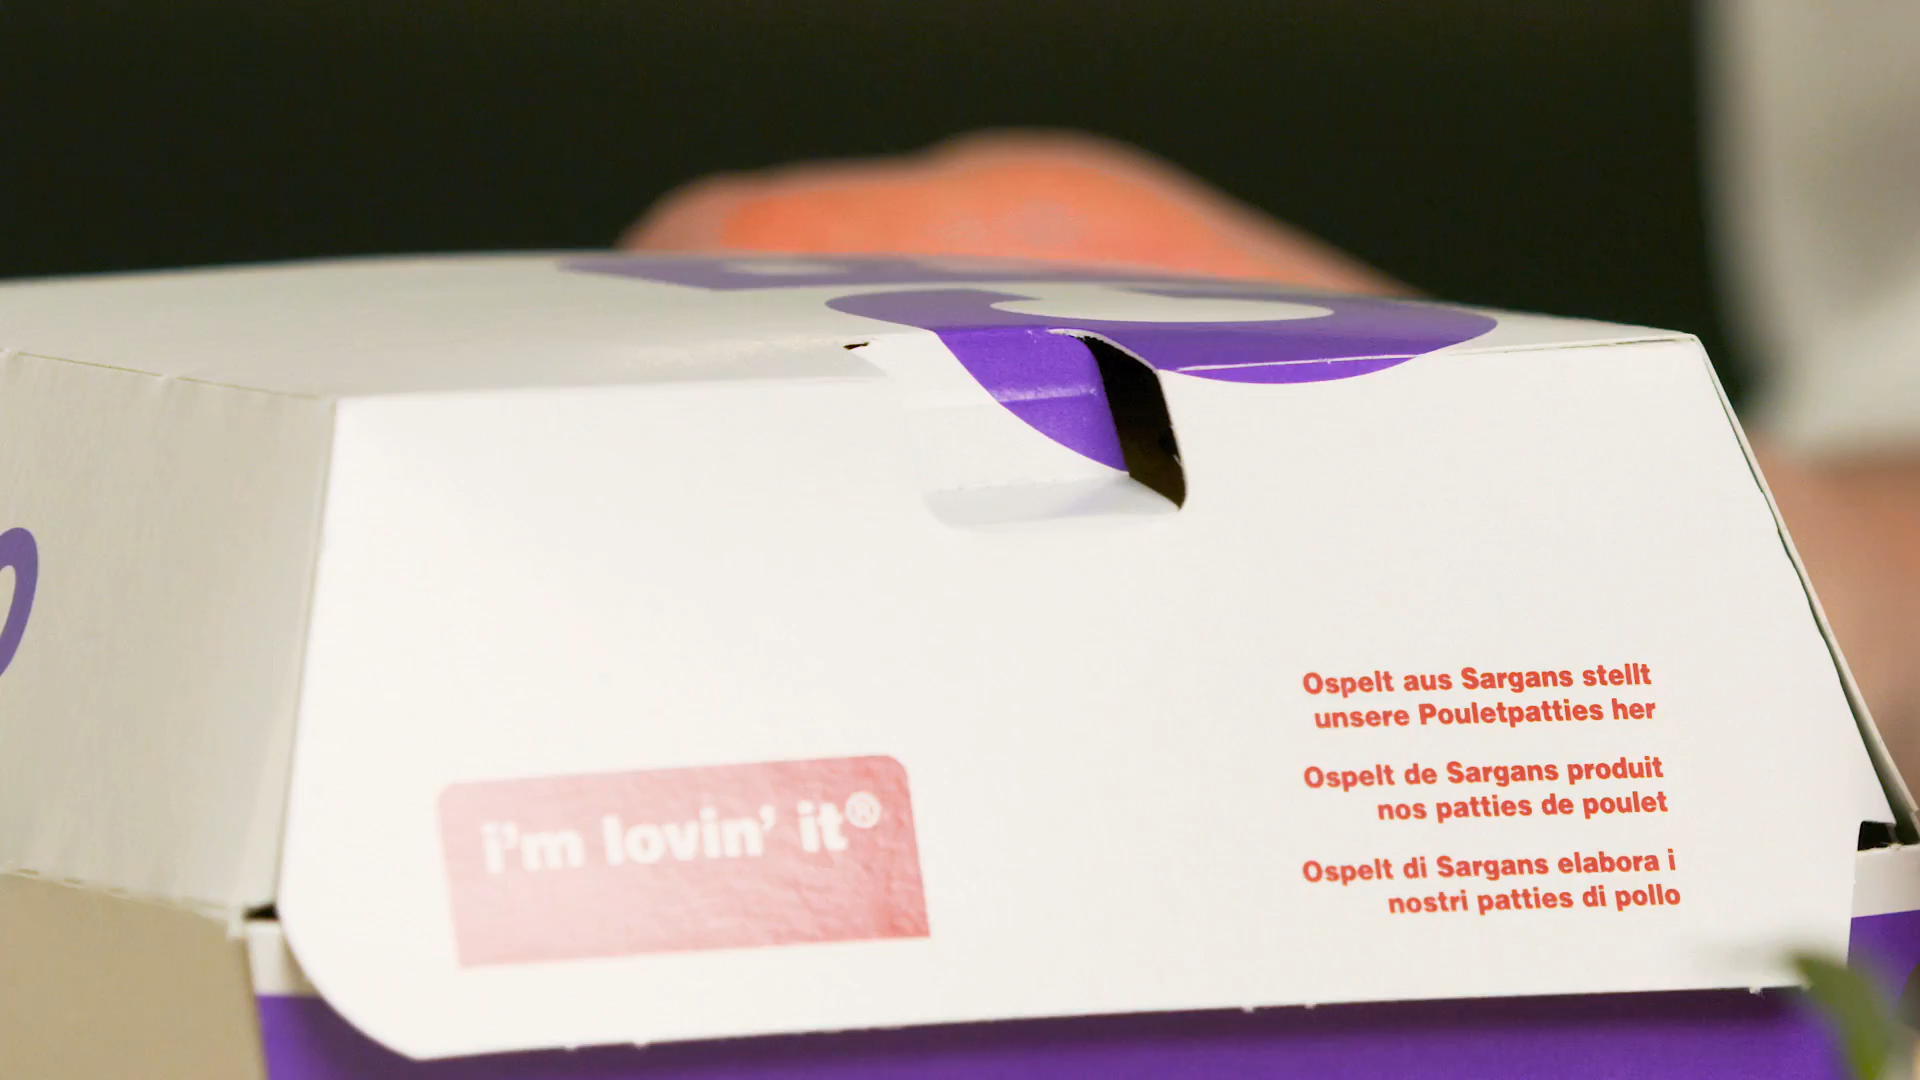 i'm lovin' it®
Ospelt aus Sargans stellt
unsere Pouletpatties her
Ospelt de Sargans produit
nos patties de poulet
Ospelt di Sargans elabora i
nostri patties di pollo